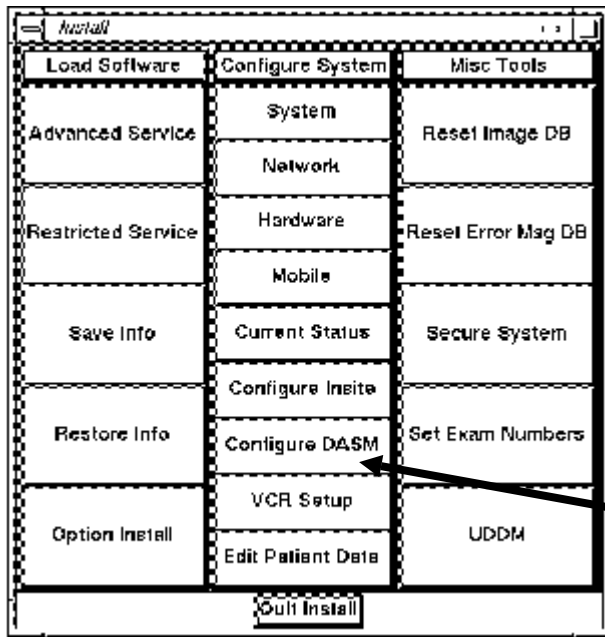 Install
Load Software
Configure System
Misc Tools
Advanced Service
Restricted Service
Save Info
Restore Info
Option Install
System
Network
Hardware
Mobile
Current Status
Configure Insite
Configure DASM
VCR Setup
Edit Patient Data
Reset Image DB
Reset Error Msg DB
Secure System
Set Exam Numbers
UDDM
Quit Install